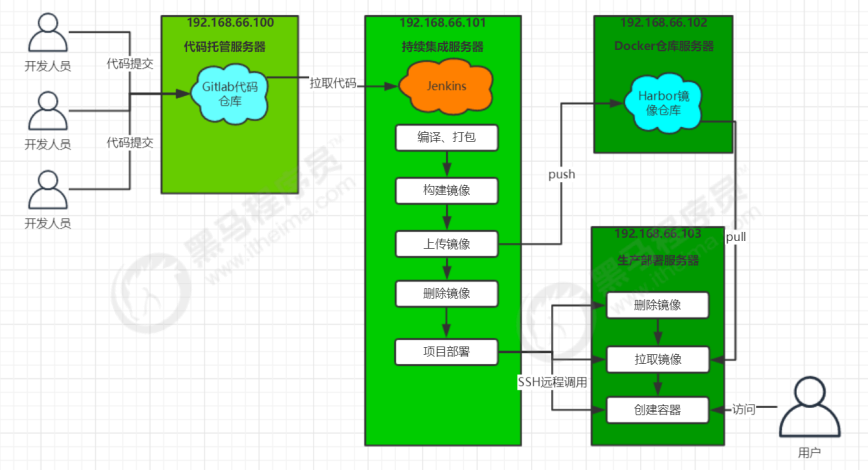 192.168.66.100
代码托管服务器
Gitlab代码
仓库
开发人员
代码提交
开发人员
代码提交
开发人员
拉取代码
192.168.66.101
持续集成服务器
Jenkins
编译、打包
构建镜像
上传镜像
删除镜像
项目部署
push
192.168.66.102
Docker仓库服务器
Harbor镜
像仓库
pull
192.168.66.103
生产部署服务器
删除镜像
拉取镜像
创建容器
SSH远程调用
访问
用户
黑马程序员
www.itheima.com
黑马程序员
www.itheima.com